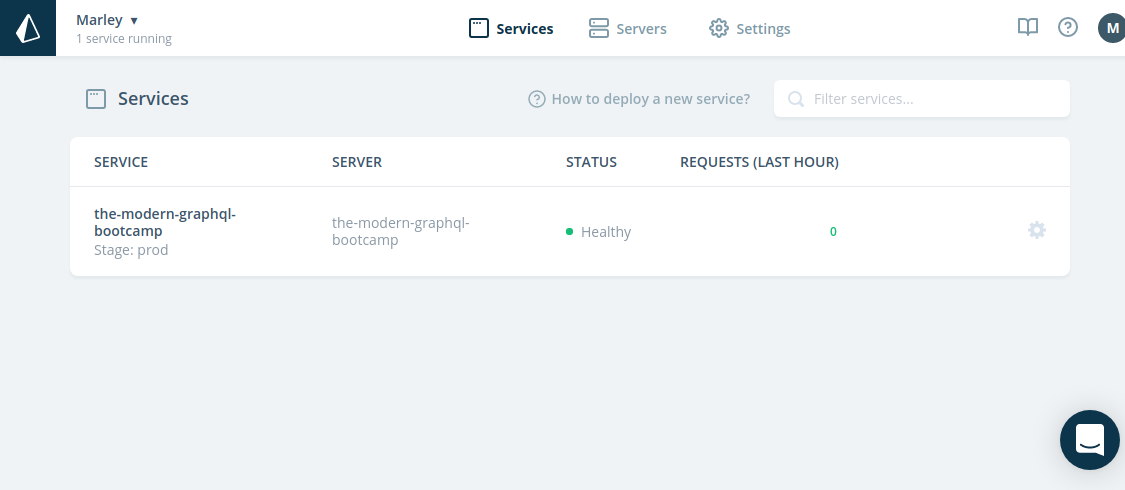 Marley ▼
1 service running
Services
Servers
Settings
M
Services
How to deploy a new service?
Filter services...
SERVICE
SERVER
STATUS
REQUESTS (LAST HOUR)
the-modern-graphql-
bootcamp
Stage: prod
the-modern-graphql-
bootcamp
Healthy
0